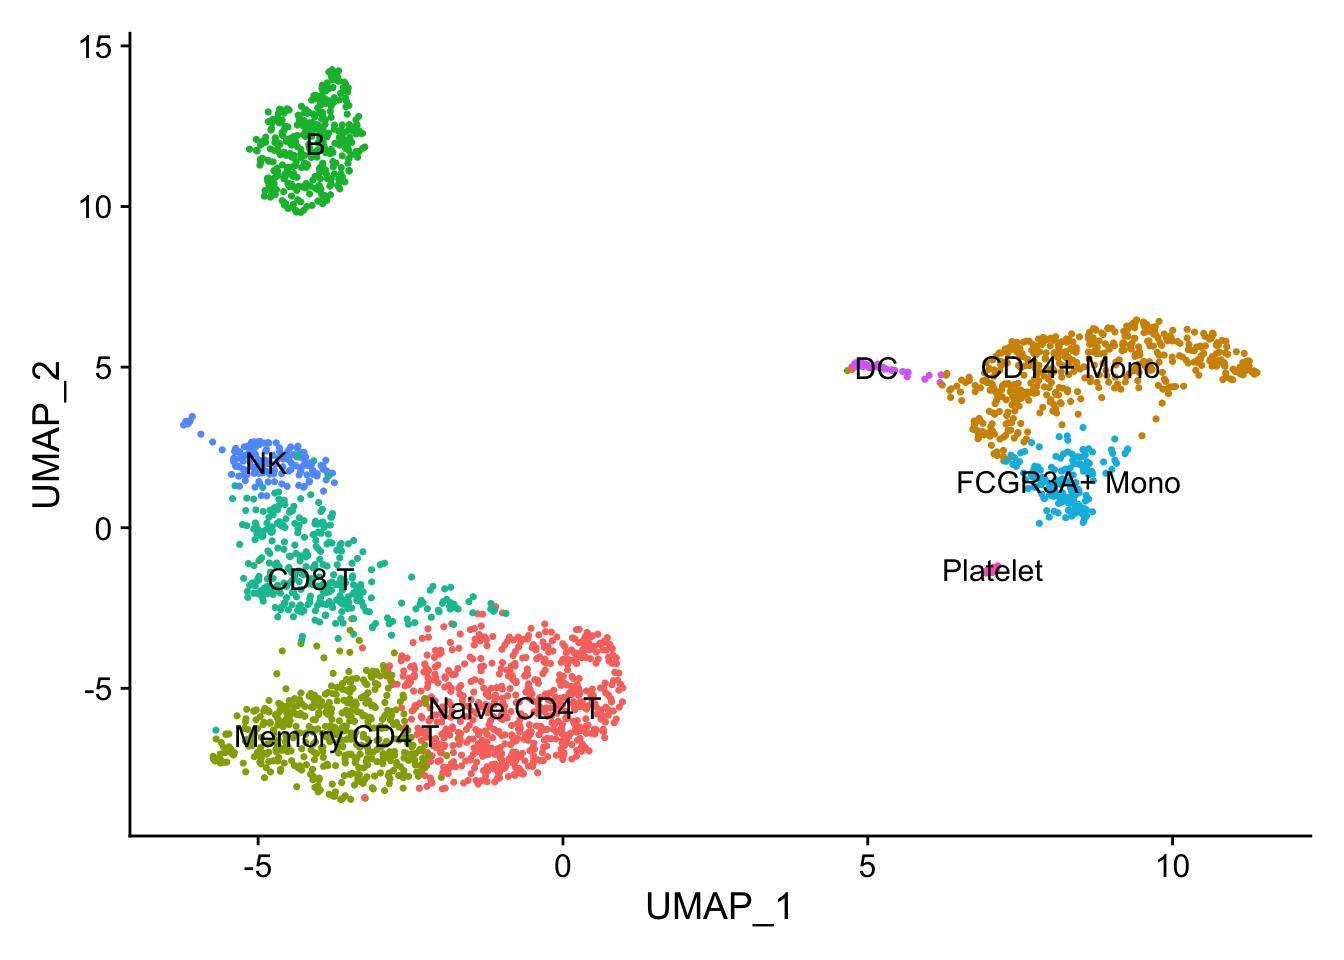 15
10
5
0
-5
UMAP_2
B
DC
CD14+ Mono
NK
FCGR3A+ Mono
Platelet
CD8 T
Naive CD4 T
Memory CD4 T
-5
0
5
10
UMAP_1